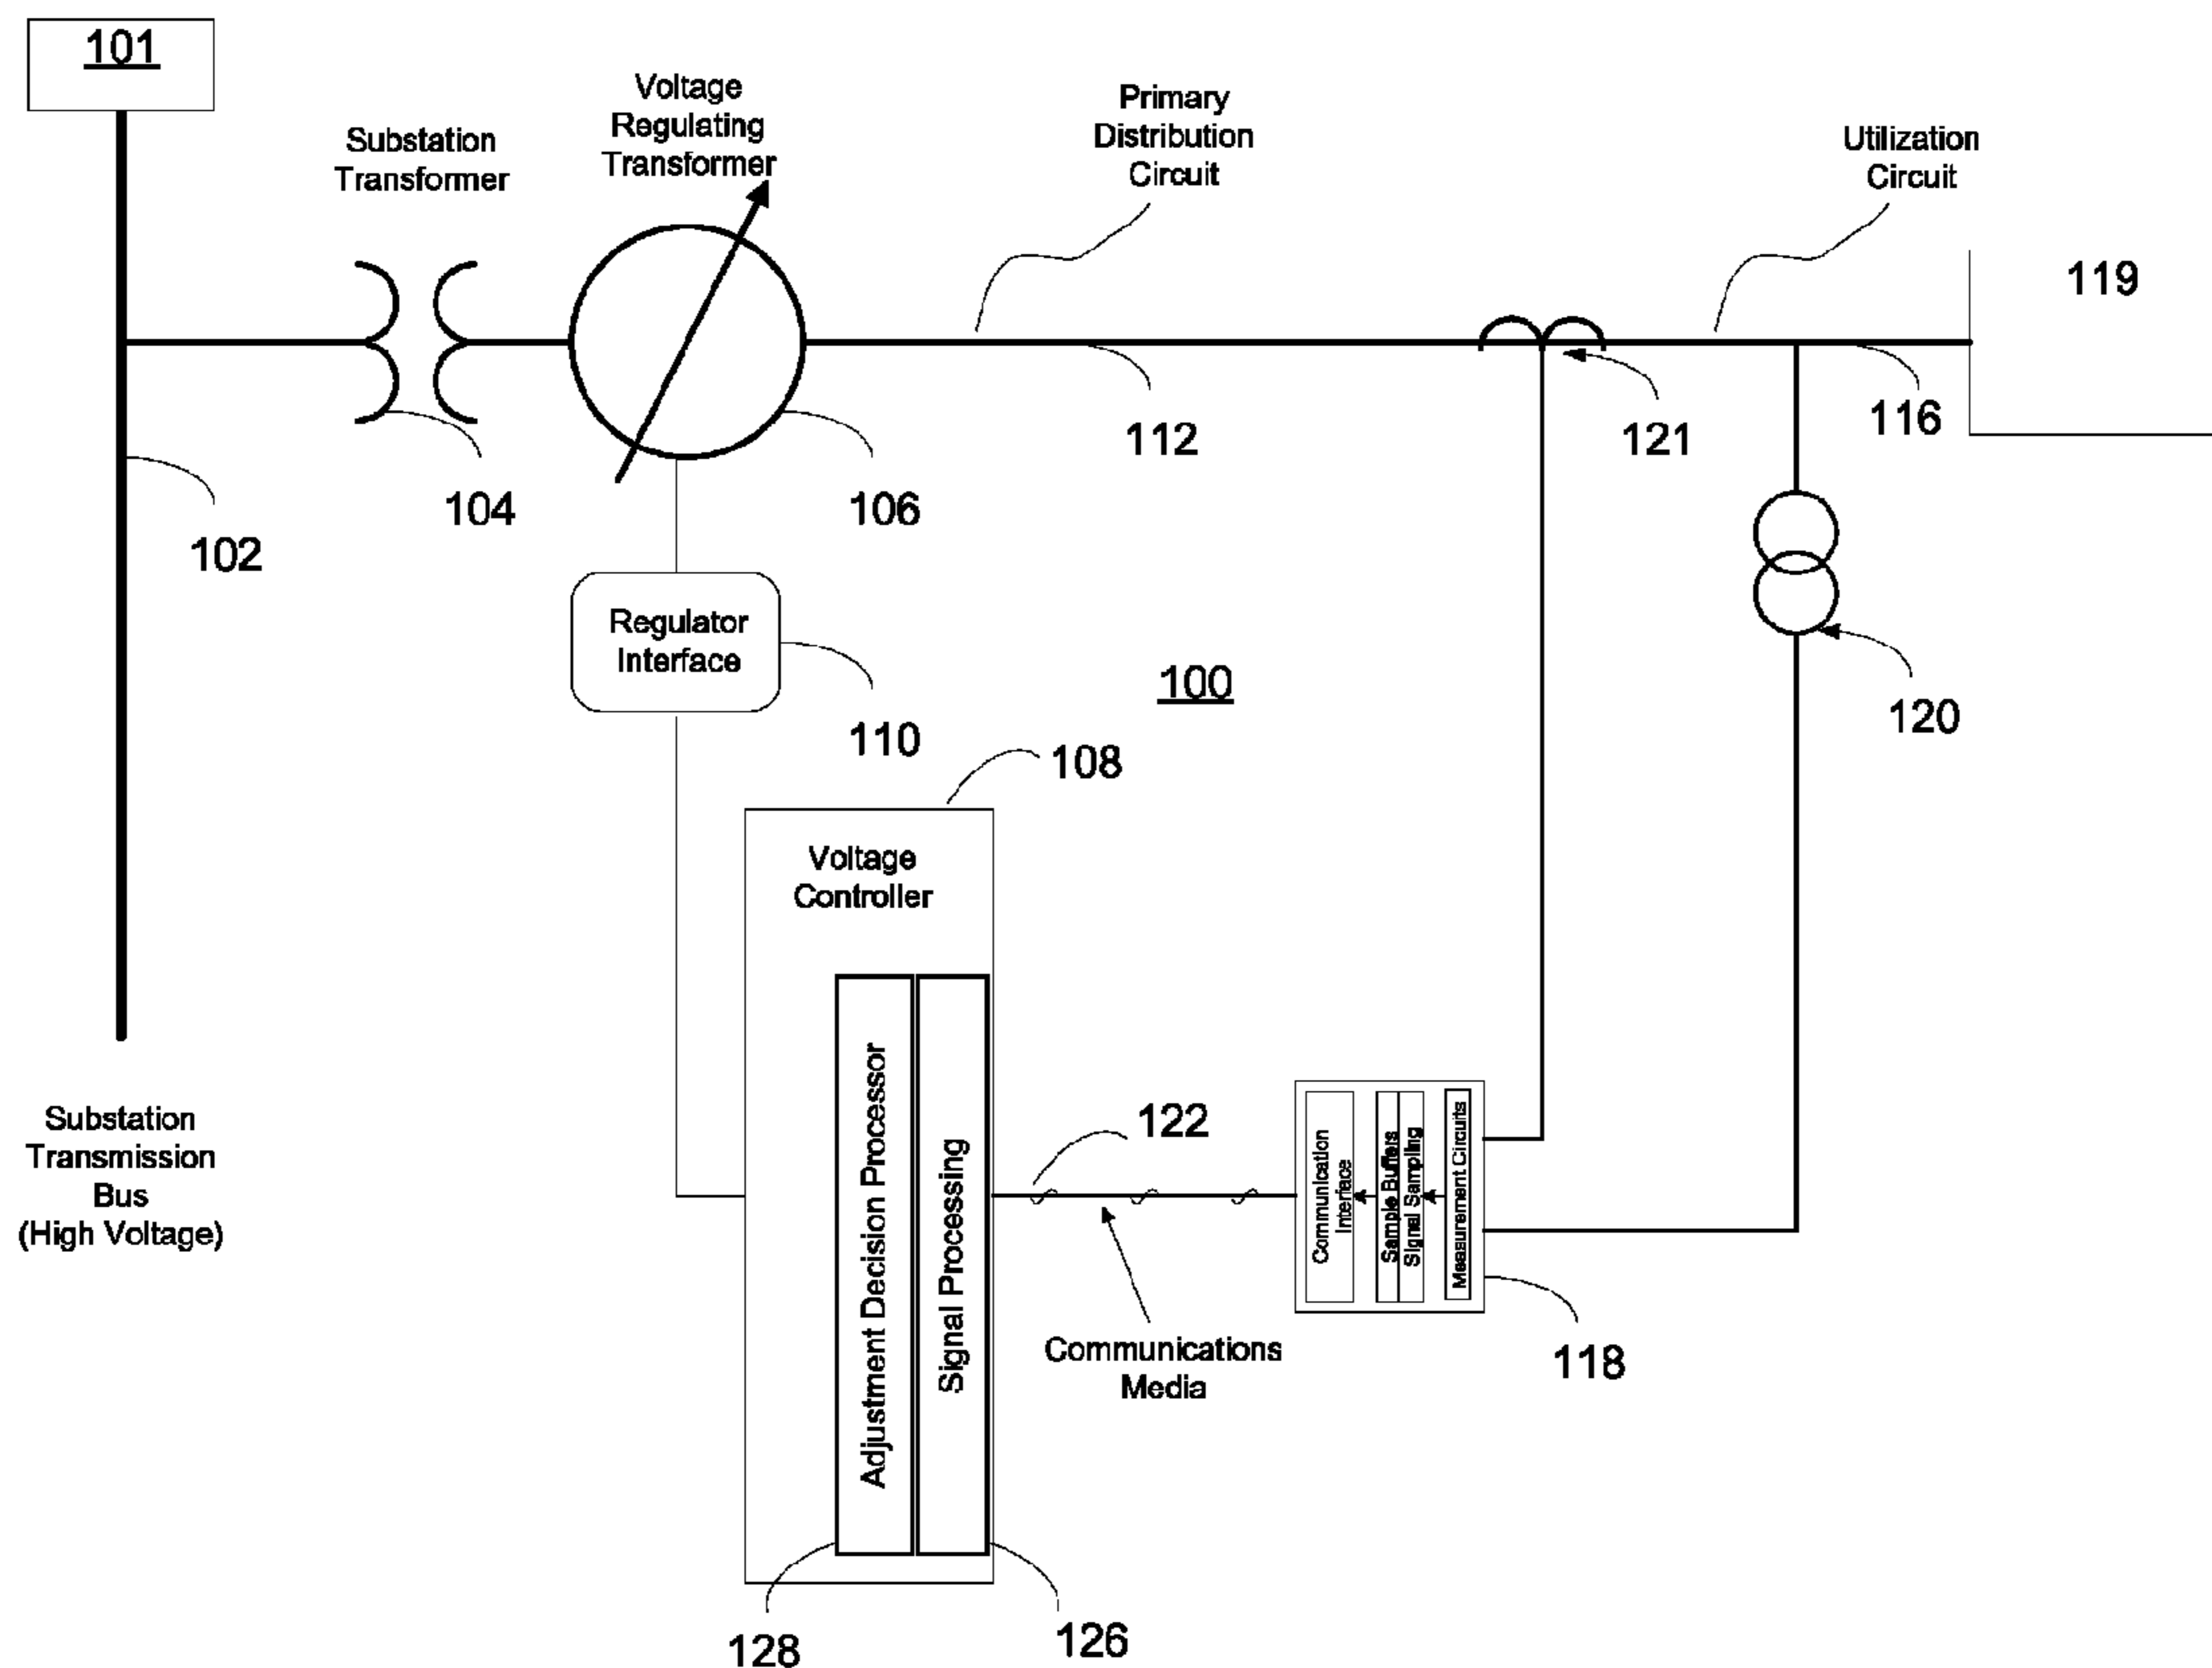 101
Substation
Transformer
Voltage
Regulating
Transformer
Primary
Distribution
Circuit
Utilization
Circuit
119
102
104
106
112
121
116
Regulator
Interface
110
100
120
108
Voltage
Controller
Adjustment Decision Processor
Signal Processing
Substation
Transmission
Bus
(High Voltage)
122
Communications
Media
Communication
Interface
Sample Buffers
Signal Sampling
Measurement Circuits
118
128
126